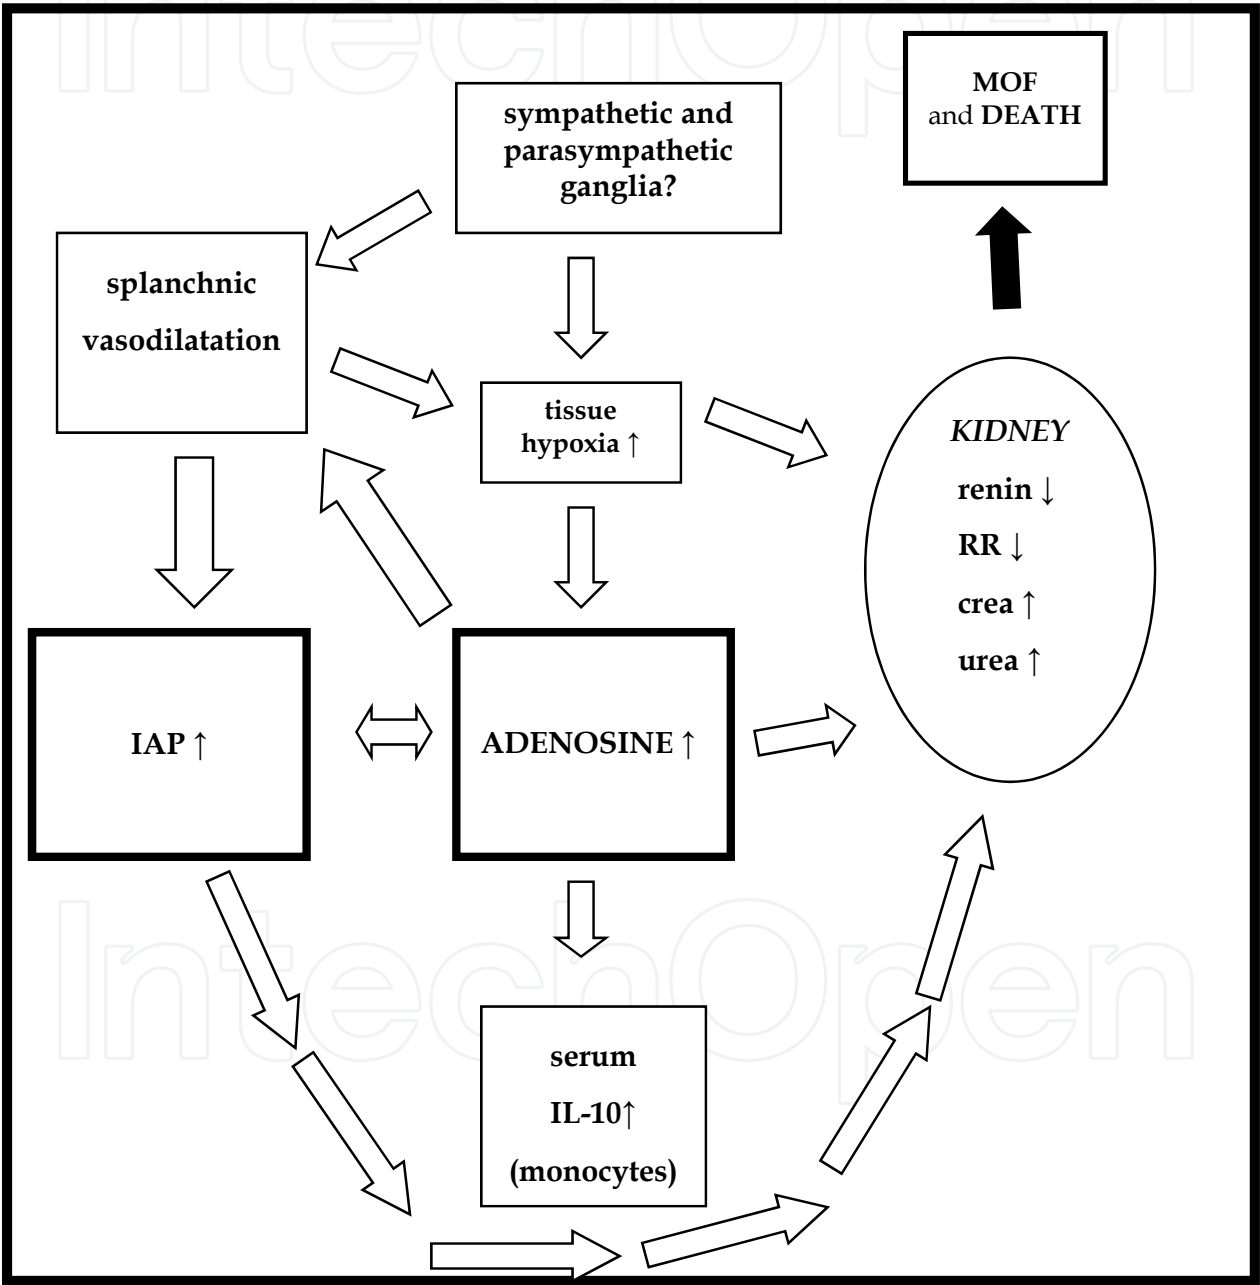 IntechOpen
MOF
and DEATH
sympathetic and
parasympathetic
ganglia?
splanchnic
vasodilatation
tissue
hypoxia ↑
KIDNEY
renin ↓
RR ↓
crea ↑
urea ↑
IAP ↑
ADENOSINE ↑
IntechOpen
serum
IL-10↑
(monocytes)